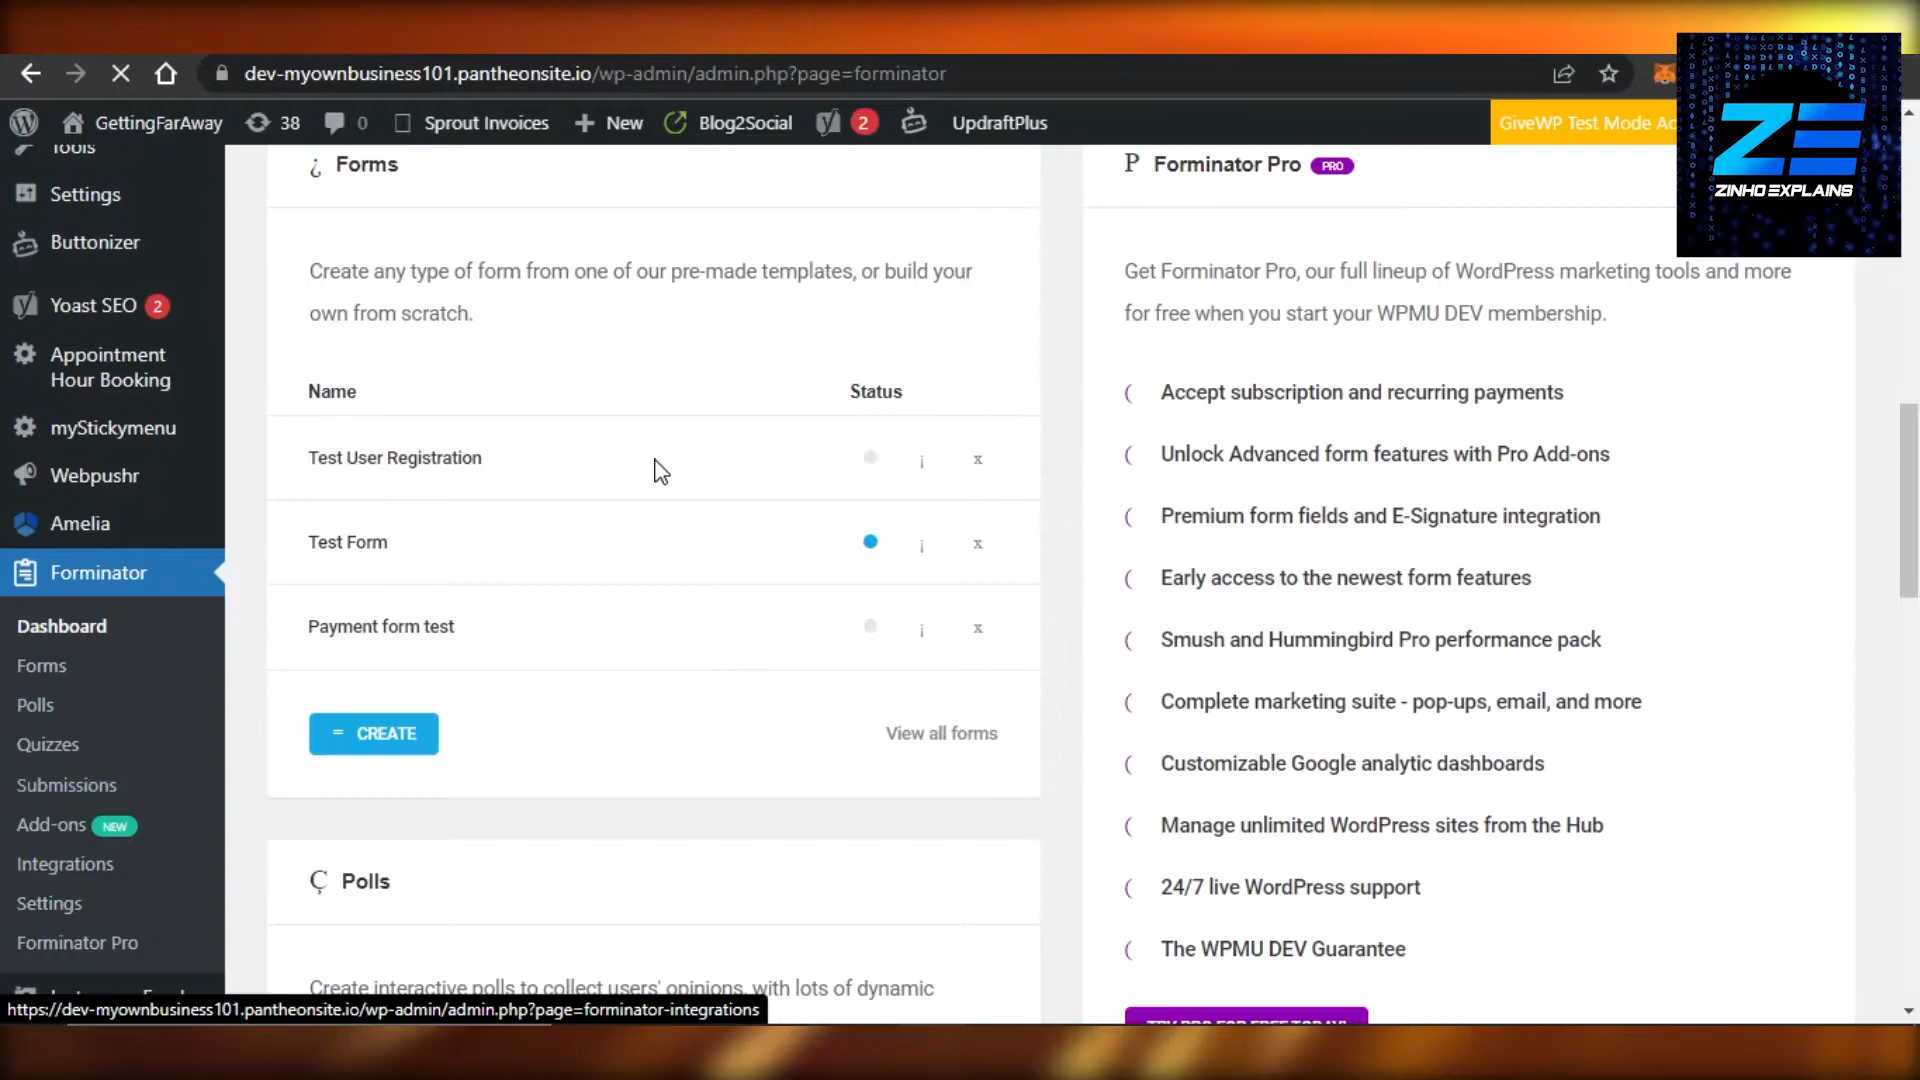 dev-myownbusiness101.pantheonsite.io/wp-admin/admin.php?page=forminator
GettingFarAway 38 0 Sprout Invoices New Blog2Social 2 UpdraftPlus GiveWP Test Mode Ac
ZE
ZINHO EXPLAINS
Tools
Settings
Buttonizer
Yoast SEO 2
Appointment
Hour Booking
myStickymenu
Webpushr
Amelia
Forminator
Dashboard
Forms
Polls
Quizzes
Submissions
Add-ons NEW
Integrations
Settings
Forminator Pro
¿ Forms
Create any type of form from one of our pre-made templates, or build your
own from scratch.
Name Status
Test User Registration ¡ x
Test Form ¡ x
Payment form test ¡ x
= CREATE View all forms
Ç Polls
Create interactive polls to collect users' opinions, with lots of dynamic
P Forminator Pro PRO
Get Forminator Pro, our full lineup of WordPress marketing tools and more
for free when you start your WPMU DEV membership.
( Accept subscription and recurring payments
( Unlock Advanced form features with Pro Add-ons
( Premium form fields and E-Signature integration
( Early access to the newest form features
( Smush and Hummingbird Pro performance pack
( Complete marketing suite - pop-ups, email, and more
( Customizable Google analytic dashboards
( Manage unlimited WordPress sites from the Hub
( 24/7 live WordPress support
( The WPMU DEV Guarantee
TRY PRO FOR FREE TODAY!
https://dev-myownbusiness101.pantheonsite.io/wp-admin/admin.php?page=forminator-integrations